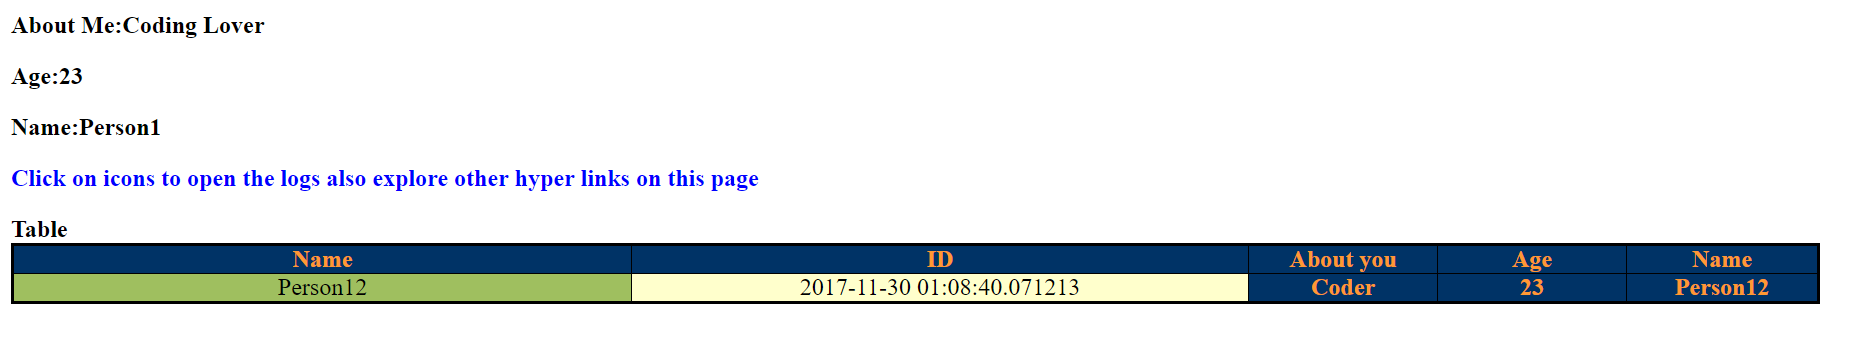 About Me:Coding Lover
Age:23
Name:Person1
Click on icons to open the logs also explore other hyper links on this page
Table
Name ID About you Age Name
Person12 2017-11-30 01:08:40.071213 Coder 23 Person12